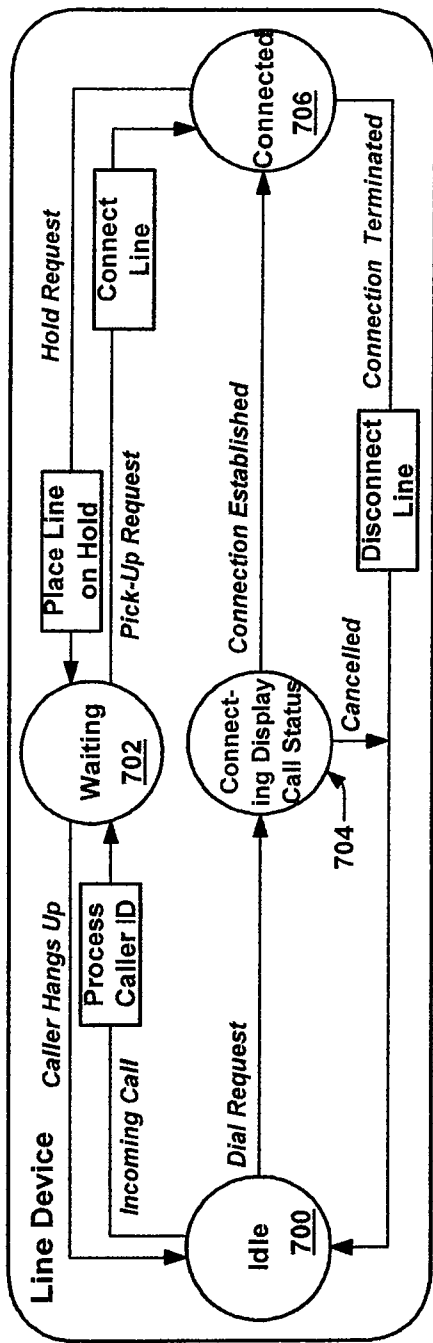 Line Device
Caller Hangs Up
Hold Request
Place Line
on Hold
Incoming Call
Process
Caller ID
Waiting
702
Pick-Up Request
Connect
Line
Idle
700
Dial Request
Connect-
ing Display
Call Status
704
Connection Established
Connected
706
Cancelled
Disconnect
Line
Connection Terminated